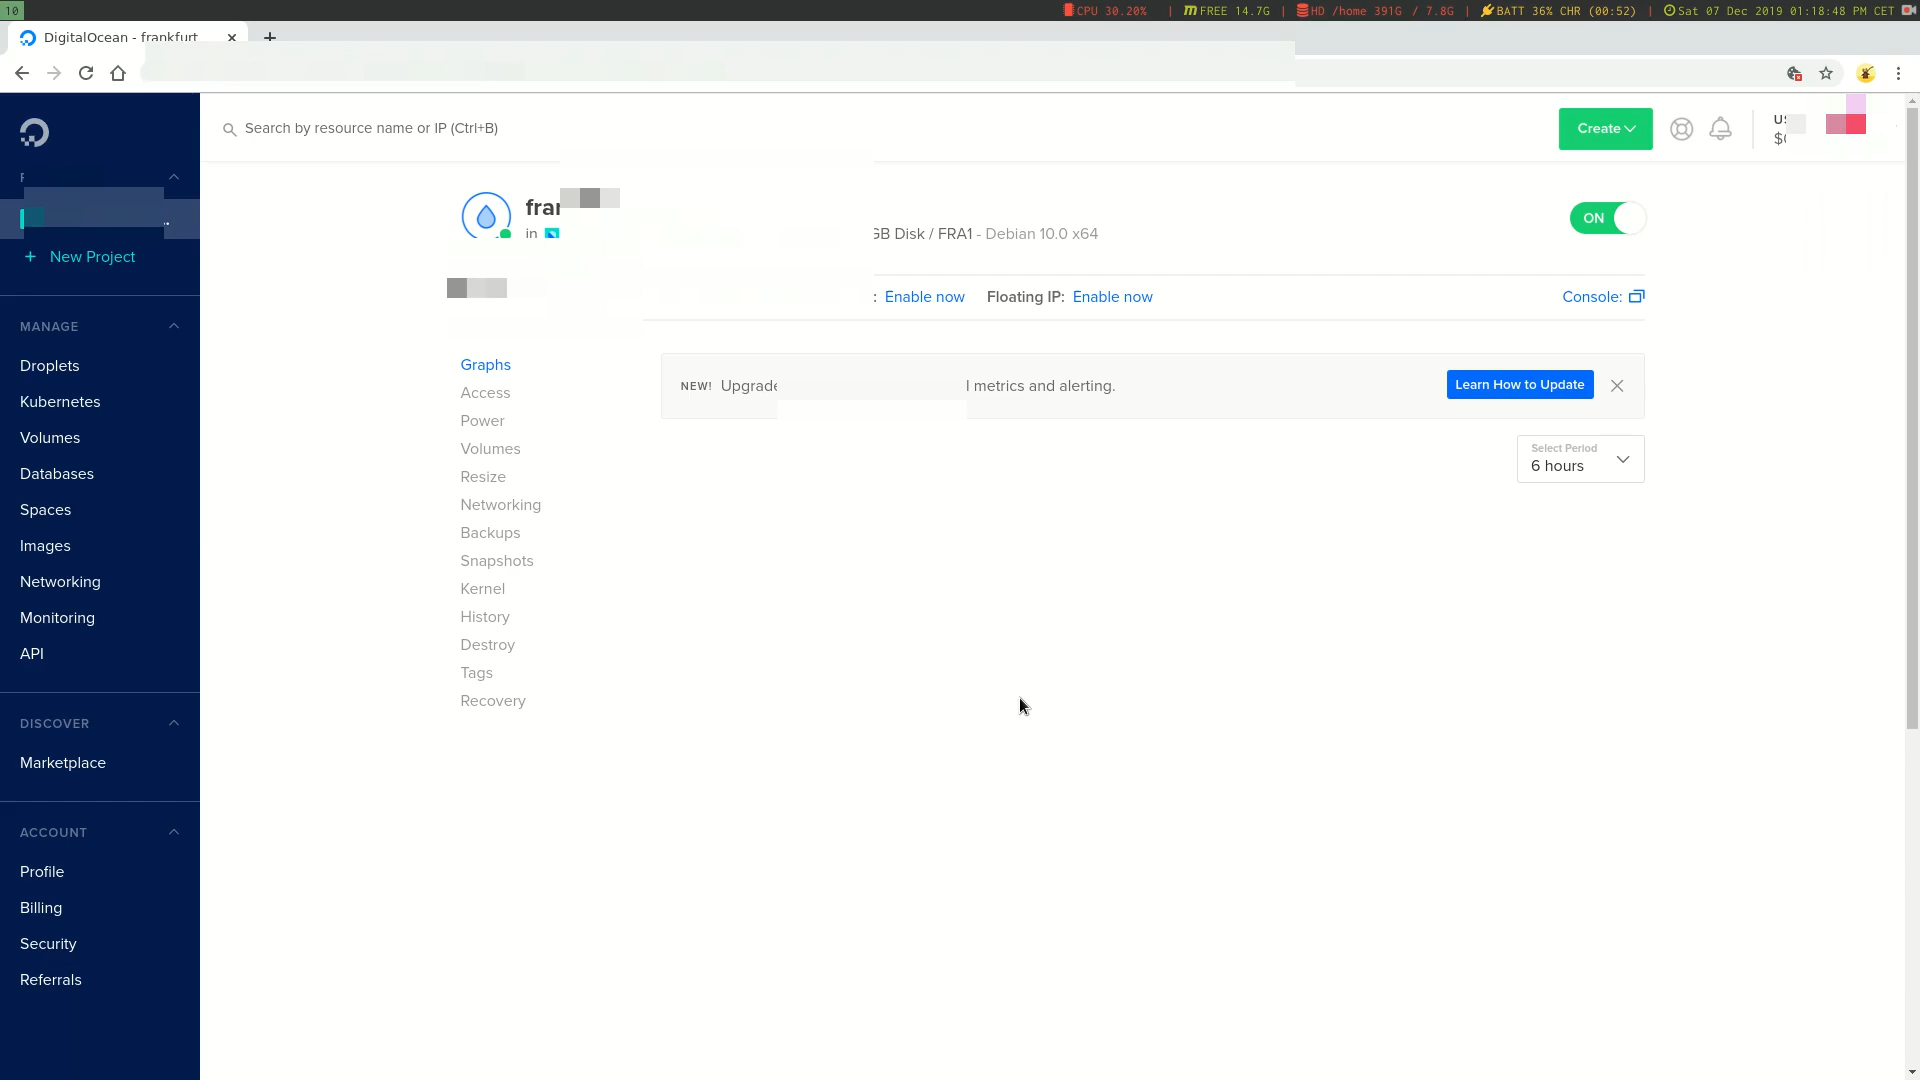 10
CPU 30.20% | FREE 14.7G | HD /home 391G / 7.8G | BATT 36% CHR (00:52) | Sat 07 Dec 2019 01:18:48 PM CET
DigitalOcean - frankfurt
Search by resource name or IP (Ctrl+B)
Create
New Project
in
GB Disk / FRA1 - Debian 10.0 x64
ON
: Enable now Floating IP: Enable now
Console:
MANAGE
Droplets
Kubernetes
Volumes
Databases
Spaces
Images
Networking
Monitoring
API
DISCOVER
Marketplace
ACCOUNT
Profile
Billing
Security
Referrals
Graphs
Access
Power
Volumes
Resize
Networking
Backups
Snapshots
Kernel
History
Destroy
Tags
Recovery
NEW! Upgrade metrics and alerting.
Learn How to Update
Select Period
6 hours